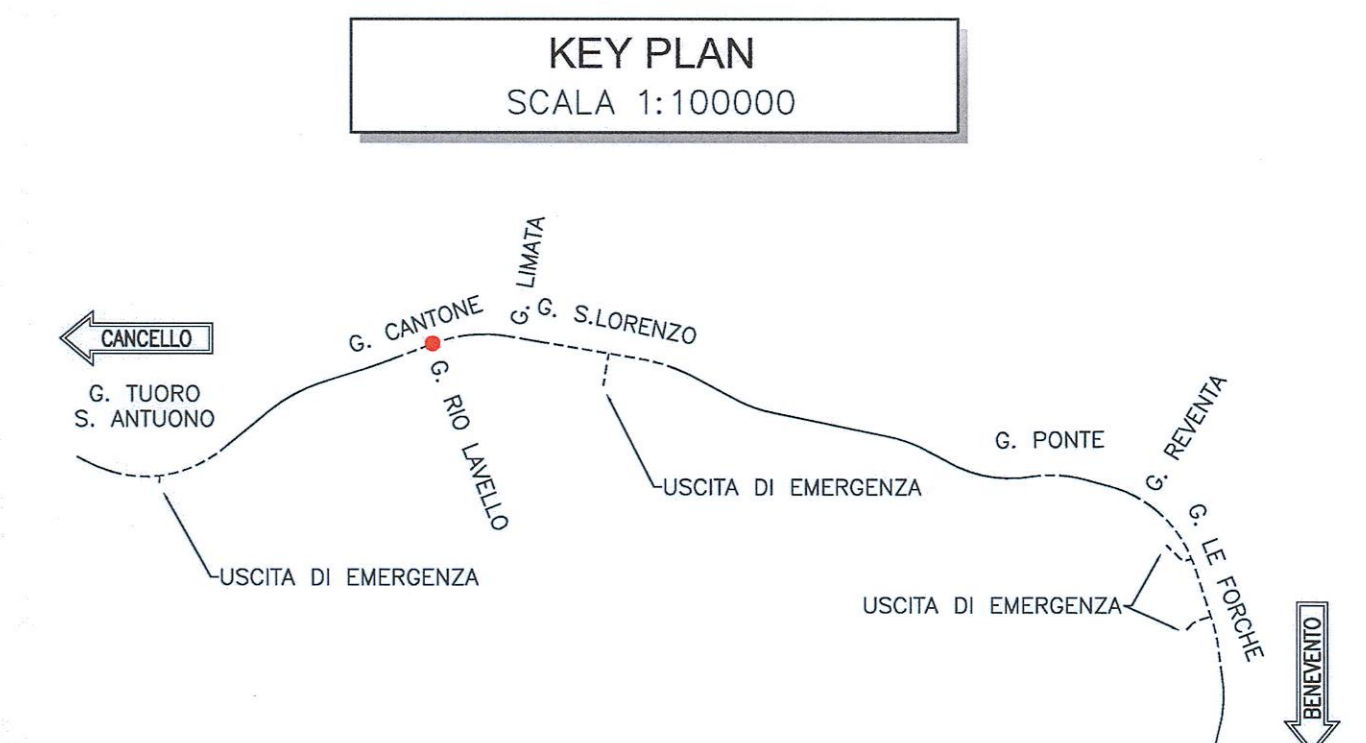 KEY PLAN
SCALA 1:100000
CANCELLO
G. TUORO
S. ANTUONO
G. CANTONE
G. RIO LAVELLO
G. LIMATA
G. S.LORENZO
USCITA DI EMERGENZA
USCITA DI EMERGENZA
G. PONTE
G. REVENTA
G. LE FORCHE
USCITA DI EMERGENZA
BENEVENTO